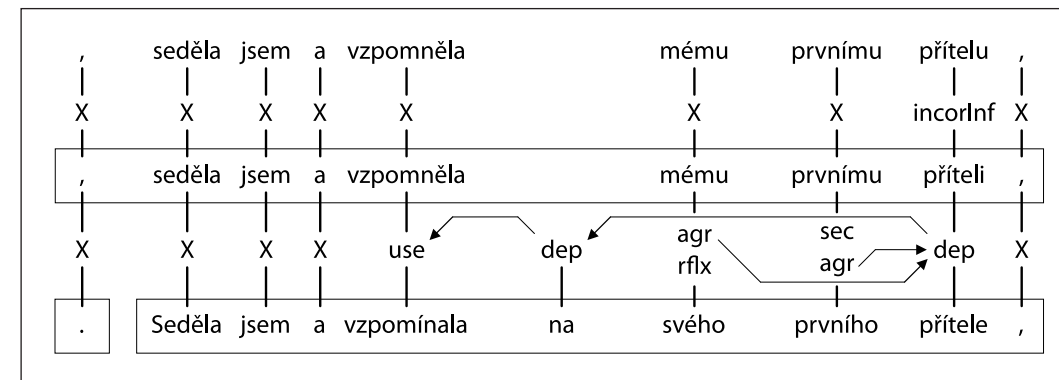 , seděla jsem a vzpomněla mému prvnímu přítelu ,
X X X X X X X incorInf X
, seděla jsem a vzpomněla mému prvnímu příteli ,
X X X X use dep agr sec dep X
rflx agr
. Seděla jsem a vzpomínala na svého prvního přítele ,